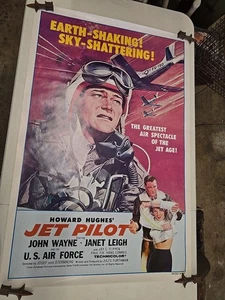 EARTH-SHAKING!
SKY-SHATTERING!
THE GREATEST
AIR SPECTACLE
OF THE
JET AGE!
HOWARD HUGHES'
JET PILOT
JOHN WAYNE · JANET LEIGH
U.S. AIR FORCE
TECHNICOLOR